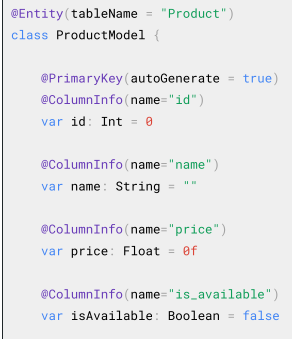 @Entity(tableName = "Product")
class ProductModel {
@PrimaryKey(autoGenerate = true)
@ColumnInfo(name="id")
var id: Int = 0
@ColumnInfo(name="name")
var name: String = ""
@ColumnInfo(name="price")
var price: Float = 0f
@ColumnInfo(name="is_available")
var isAvailable: Boolean = false